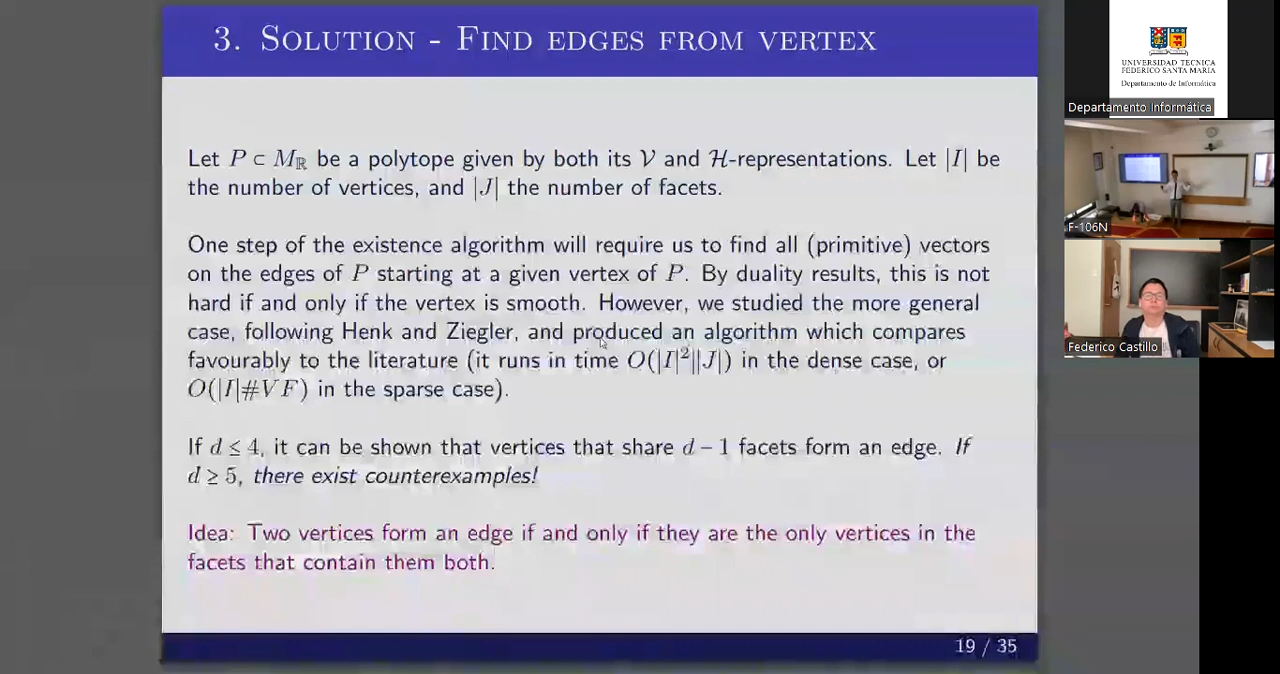 3. Solution - Find edges from vertex
Let P ⊂ M_ℝ be a polytope given by both its 𝒱 and ℋ-representations. Let |I| be
the number of vertices, and |J| the number of facets.
One step of the existence algorithm will require us to find all (primitive) vectors
on the edges of P starting at a given vertex of P. By duality results, this is not
hard if and only if the vertex is smooth. However, we studied the more general
case, following Henk and Ziegler, and produced an algorithm which compares
favourably to the literature (it runs in time O(|I|²||J|) in the dense case, or
O(|I|#VF) in the sparse case).
If d ≤ 4, it can be shown that vertices that share d − 1 facets form an edge. If
d ≥ 5, there exist counterexamples!
Idea: Two vertices form an edge if and only if they are the only vertices in the
facets that contain them both.
19 / 35
UNIVERSIDAD TECNICA
FEDERICO SANTA MARIA
Departamento de Informática
Departamento Informática
F-106N
Federico Castillo